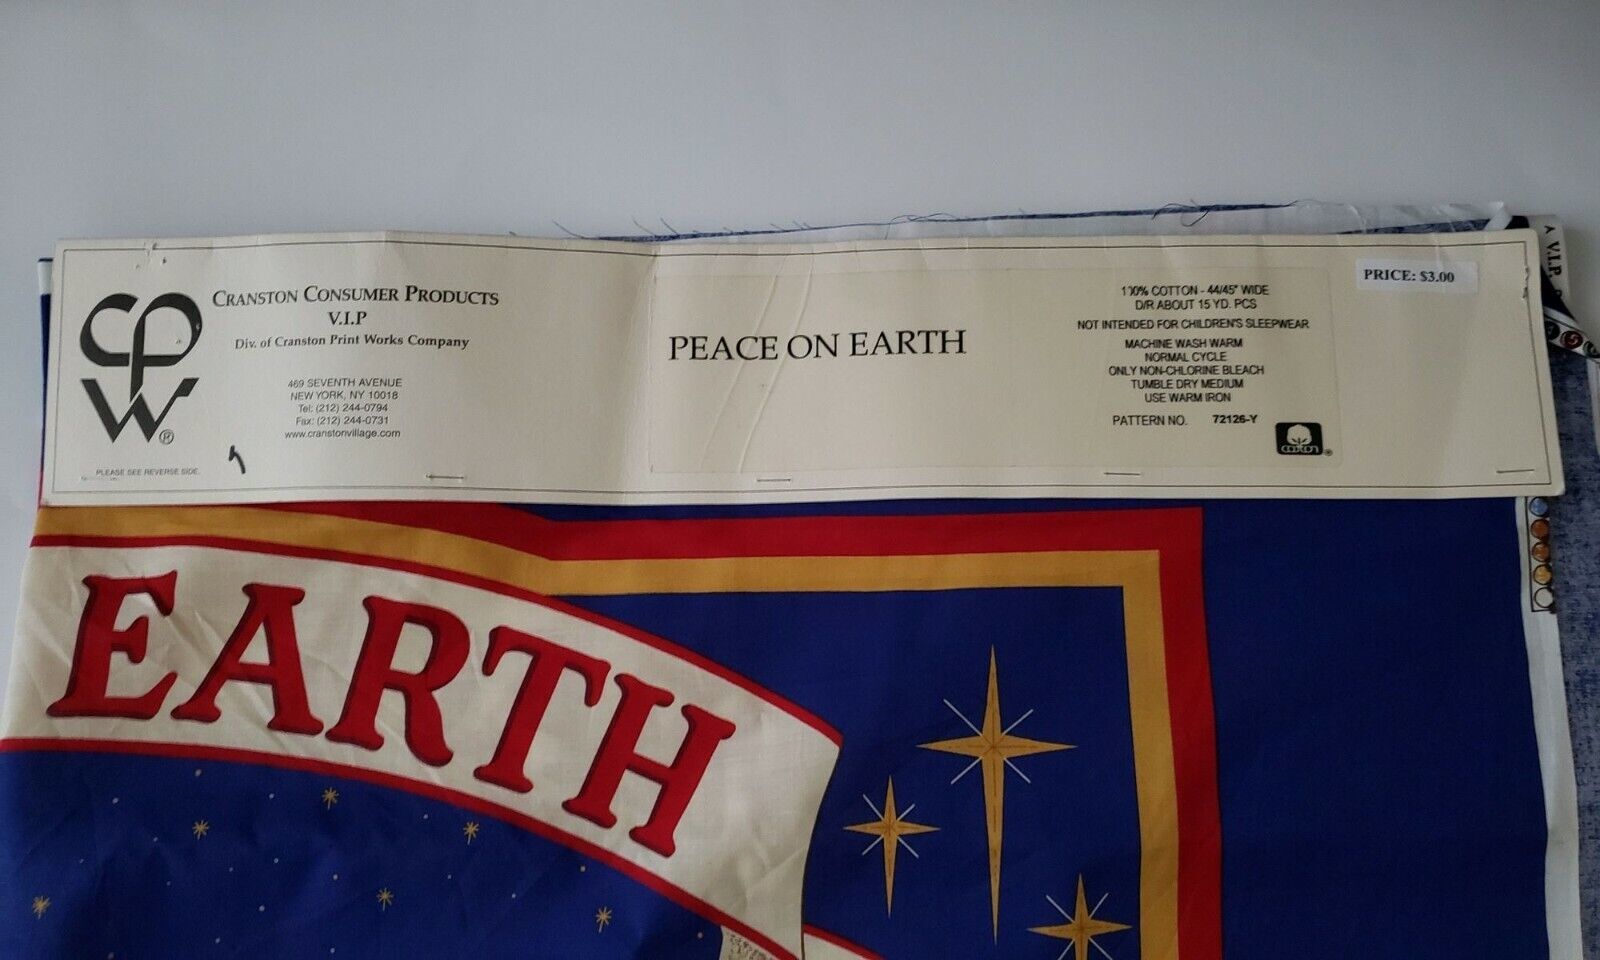 CPW®
CRANSTON CONSUMER PRODUCTS
V.I.P
Div. of Cranston Print Works Company
469 SEVENTH AVENUE
NEW YORK, NY 10018
Tel: (212) 244-0794
Fax: (212) 244-0731
www.cranstonvillage.com
PLEASE SEE REVERSE SIDE.
PEACE ON EARTH
PRICE: $3.00
100% COTTON - 44/45" WIDE
D/R ABOUT 15 YD. PCS
NOT INTENDED FOR CHILDREN'S SLEEPWEAR
MACHINE WASH WARM
NORMAL CYCLE
ONLY NON-CHLORINE BLEACH
TUMBLE DRY MEDIUM
USE WARM IRON
PATTERN NO. 72126-Y
cotton®
A V.I.P.
EARTH